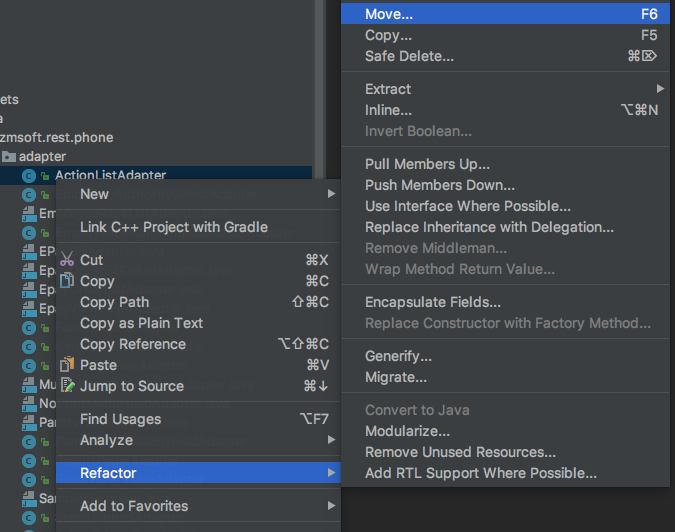 ets
a
zmsoft.rest.phone
adapter
ActionListAdapter
Em
EP
Ep
Ep
Ep
Mu
No
Par
Sa
New
Link C++ Project with Gradle
Cut ⌘X
Copy ⌘C
Copy Path ⇧⌘C
Copy as Plain Text
Copy Reference ⌥⇧⌘C
Paste ⌘V
Jump to Source ⌘↓
Find Usages ⌥F7
Analyze
Refactor
Add to Favorites
Move... F6
Copy... F5
Safe Delete... ⌘⌦
Extract
Inline... ⌥⌘N
Invert Boolean...
Pull Members Up...
Push Members Down...
Use Interface Where Possible...
Replace Inheritance with Delegation...
Remove Middleman...
Wrap Method Return Value...
Encapsulate Fields...
Replace Constructor with Factory Method...
Generify...
Migrate...
Convert to Java
Modularize...
Remove Unused Resources...
Add RTL Support Where Possible...